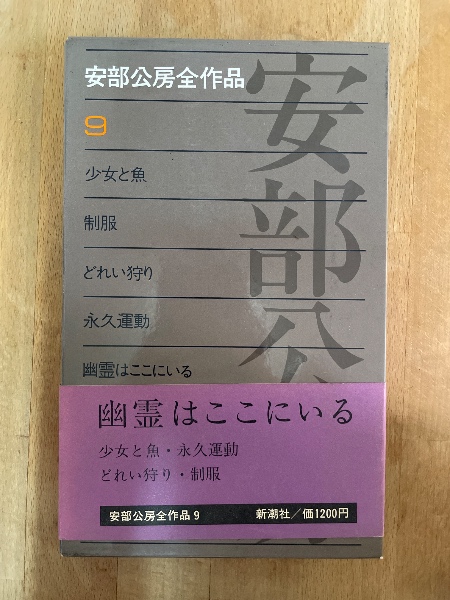 安部公房全作品
9
少女と魚
制服
どれい狩り
永久運動
幽霊はここにいる
安部公
幽霊はここにいる
少女と魚・永久運動
どれい狩り・制服
安部公房全作品9 新潮社/価1200円